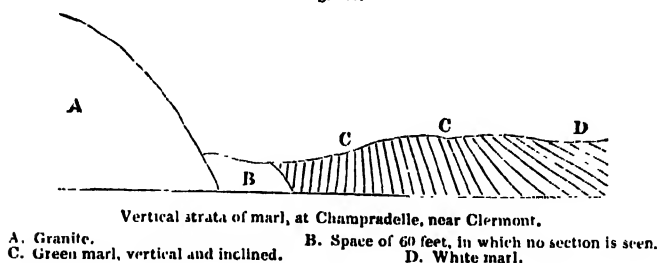 A
B
C
C
D
Vertical strata of marl, at Champradelle, near Clermont.
A. Granite. B. Space of 60 feet, in which no section is seen.
C. Green marl, vertical and inclined. D. White marl.